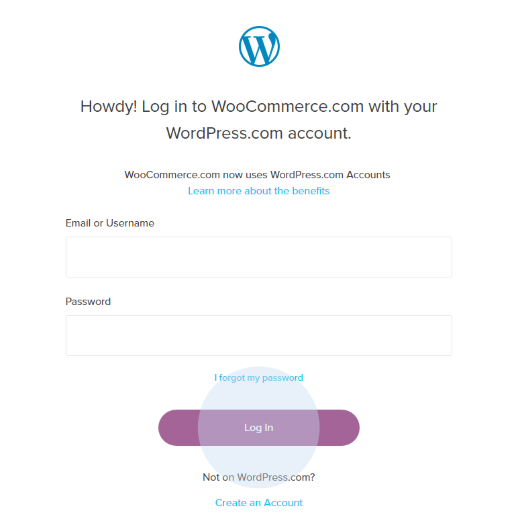 Howdy! Log in to WooCommerce.com with your
WordPress.com account.
WooCommerce.com now uses WordPress.com Accounts
Learn more about the benefits
Email or Username
Password
I forgot my password
Log In
Not on WordPress.com?
Create an Account